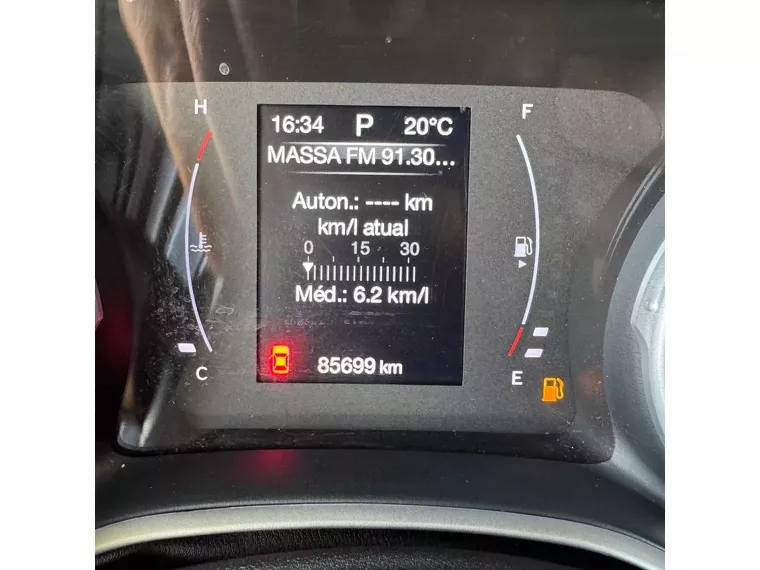 H
F
16:34 P 20°C
MASSA FM 91.30...
Auton.: ---- km
km/l atual
0 15 30
Méd.: 6.2 km/l
85699 km
C
E